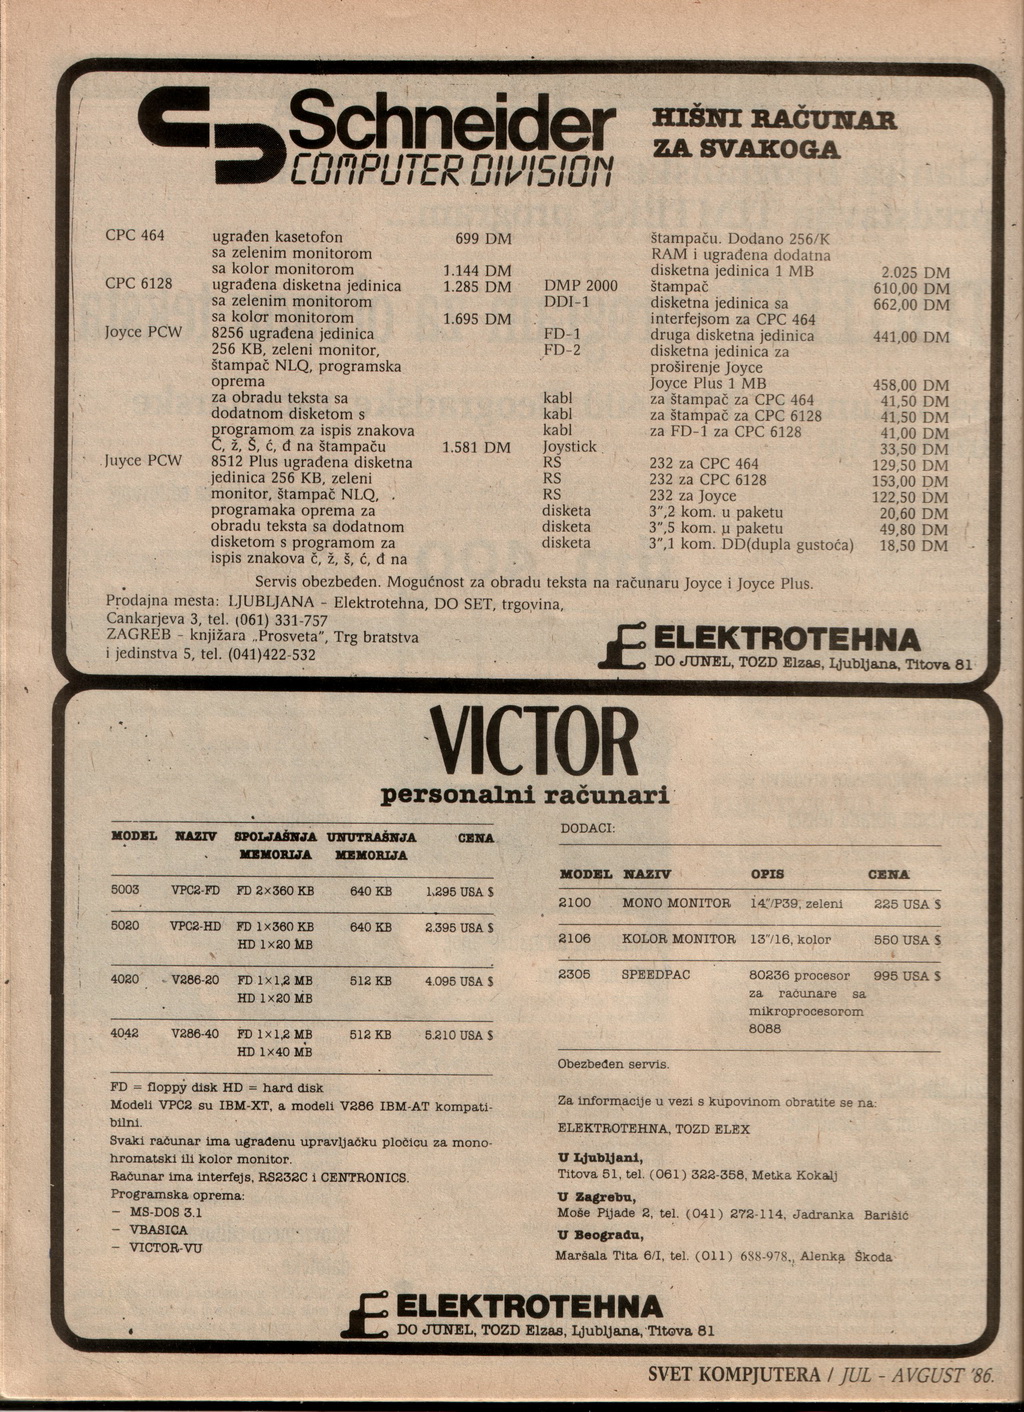 Schneider
COMPUTER DIVISION
HIŠNI RAČUNAR
ZA SVAKOGA
CPC 464 ugrađen kasetofon
sa zelenim monitorom 699 DM
sa kolor monitorom 1.144 DM
CPC 6128 ugrađena disketna jedinica 1.285 DM
sa zelenim monitorom
sa kolor monitorom 1.695 DM
Joyce PCW 8256 ugrađena jedinica
256 KB, zeleni monitor,
štampač NLQ, programska
oprema
za obradu teksta sa
dodatnom disketom s
programom za ispis znakova
Č, ž, Š, ć, đ na štampaču 1.581 DM
Juyce PCW 8512 Plus ugrađena disketna
jedinica 256 KB, zeleni
monitor, štampač NLQ,
programaka oprema za
obradu teksta sa dodatnom
disketom s programom za
ispis znakova č, ž, š, ć, đ na
štampaču. Dodano 256/K
RAM i ugrađena dodatna
disketna jedinica 1 MB 2.025 DM
DMP 2000 štampač 610,00 DM
DDI-1 disketna jedinica sa 662,00 DM
interfejsom za CPC 464
FD-1 druga disketna jedinica 441,00 DM
FD-2 disketna jedinica za
proširenje Joyce
Joyce Plus 1 MB 458,00 DM
kabl za štampač za CPC 464 41,50 DM
kabl za štampač za CPC 6128 41,50 DM
kabl za FD-1 za CPC 6128 41,00 DM
Joystick 33,50 DM
RS 232 za CPC 464 129,50 DM
RS 232 za CPC 6128 153,00 DM
RS 232 za Joyce 122,50 DM
disketa 3",2 kom. u paketu 20,60 DM
disketa 3",5 kom. u paketu 49,80 DM
disketa 3",1 kom. DD(dupla gustoća) 18,50 DM
Servis obezbeđen. Mogućnost za obradu teksta na računaru Joyce i Joyce Plus.
Prodajna mesta: LJUBLJANA - Elektrotehna, DO SET, trgovina,
Cankarjeva 3, tel. (061) 331-757
ZAGREB - knjižara „Prosveta", Trg bratstva
i jedinstva 5, tel. (041)422-532
ELEKTROTEHNA
DO JUNEL, TOZD Elzas, Ljubljana, Titova 81
VICTOR
personalni računari
MODEL NAZIV SPOLJAŠNJA UNUTRAŠNJA CENA
MEMORIJA MEMORIJA
5003 VPC2-FD FD 2×360 KB 640 KB 1.295 USA $
5020 VPC2-HD FD 1×360 KB 640 KB 2.395 USA $
HD 1×20 MB
4020 V286-20 FD 1×1,2 MB 512 KB 4.095 USA $
HD 1×20 MB
4042 V286-40 FD 1×1,2 MB 512 KB 5.210 USA $
HD 1×40 MB
FD = floppy disk HD = hard disk
Modeli VPC2 su IBM-XT, a modeli V286 IBM-AT kompati-
bilni.
Svaki računar ima ugrađenu upravljačku pločicu za mono-
hromatski ili kolor monitor.
Računar ima interfejs, RS232C i CENTRONICS.
Programska oprema:
– MS-DOS 3.1
– VBASICA
– VICTOR-VU
DODACI:
MODEL NAZIV OPIS CENA
2100 MONO MONITOR 14"/P39, zeleni 225 USA $
2106 KOLOR MONITOR 13"/16, kolor 550 USA $
2305 SPEEDPAC 80236 procesor 995 USA $
za računare sa
mikroprocesorom
8088
Obezbeđen servis.
Za informacije u vezi s kupovinom obratite se na:
ELEKTROTEHNA, TOZD ELEX
U Ljubljani,
Titova 51, tel. (061) 322-358, Metka Kokalj
U Zagrebu,
Moše Pijade 2, tel. (041) 272-114, Jadranka Barišić
U Beogradu,
Maršala Tita 6/I, tel. (011) 688-978,, Alenka Škoda
ELEKTROTEHNA
DO JUNEL, TOZD Elzas, Ljubljana, Titova 81
SVET KOMPJUTERA / JUL - AVGUST '86.